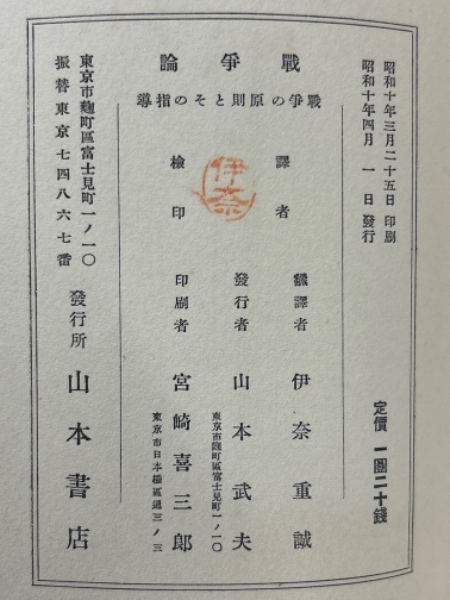 昭和十年三月二十五日印刷
昭和十年四月一日發行
定價 一圓二十錢
戰爭論
戰爭の原則とその指導
譯者
檢印
伊奈
飜譯者 伊奈重誠
發行者 山本武夫
東京市麴町區富士見町一ノ一〇
印刷者 宮崎喜三郎
東京市日本橋區通三ノ三
東京市麴町區富士見町一ノ一〇
振替東京七四八六七番
發行所 山本書店